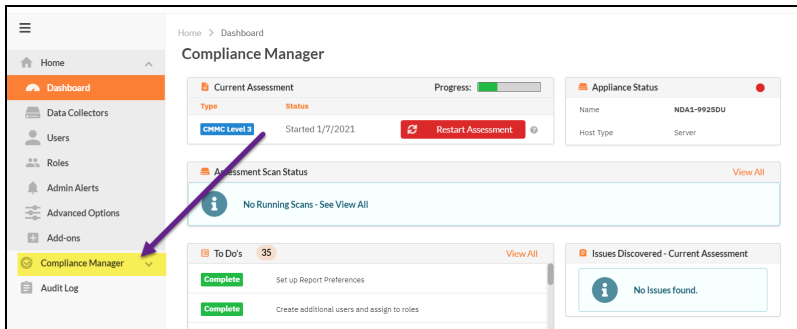 Home
Dashboard
Data Collectors
Users
Roles
Admin Alerts
Advanced Options
Add-ons
Compliance Manager
Audit Log
Home > Dashboard
Compliance Manager
Current Assessment Progress:
Type Status
CMMC Level 3 Started 1/7/2021 Restart Assessment
Appliance Status
Name NDA1-9925DU
Host Type Server
Assessment Scan Status View All
No Running Scans - See View All
To Do's 35 View All
Complete Set up Report Preferences
Complete Create additional users and assign to roles
Issues Discovered - Current Assessment
No Issues found.